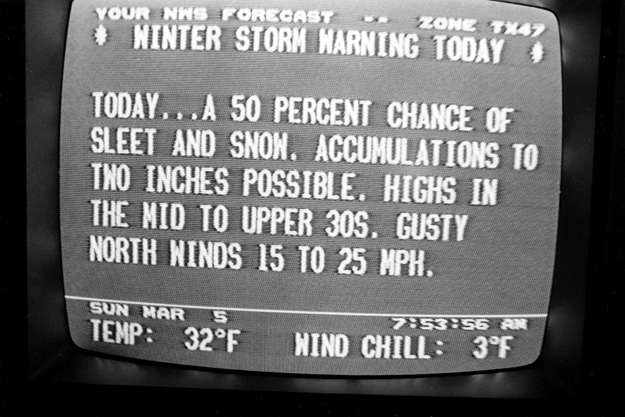 YOUR NWS FORECAST -- ZONE TX47
* WINTER STORM WARNING TODAY *
TODAY...A 50 PERCENT CHANCE OF
SLEET AND SNOW. ACCUMULATIONS TO
TWO INCHES POSSIBLE. HIGHS IN
THE MID TO UPPER 30S. GUSTY
NORTH WINDS 15 TO 25 MPH.
SUN MAR 5 7:53:56 AM
TEMP: 32°F WIND CHILL: 3°F